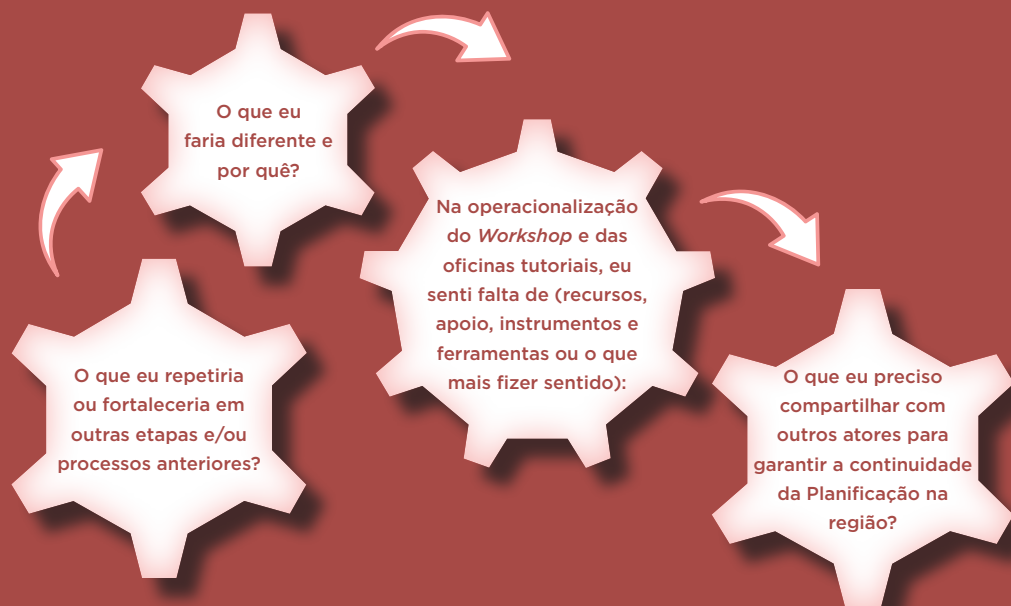 O que eu repetiria
ou fortaleceria em
outras etapas e/ou
processos anteriores?
O que eu
faria diferente e
por quê?
Na operacionalização
do Workshop e das
oficinas tutoriais, eu
senti falta de (recursos,
apoio, instrumentos e
ferramentas ou o que
mais fizer sentido):
O que eu preciso
compartilhar com
outros atores para
garantir a continuidade
da Planificação na
região?